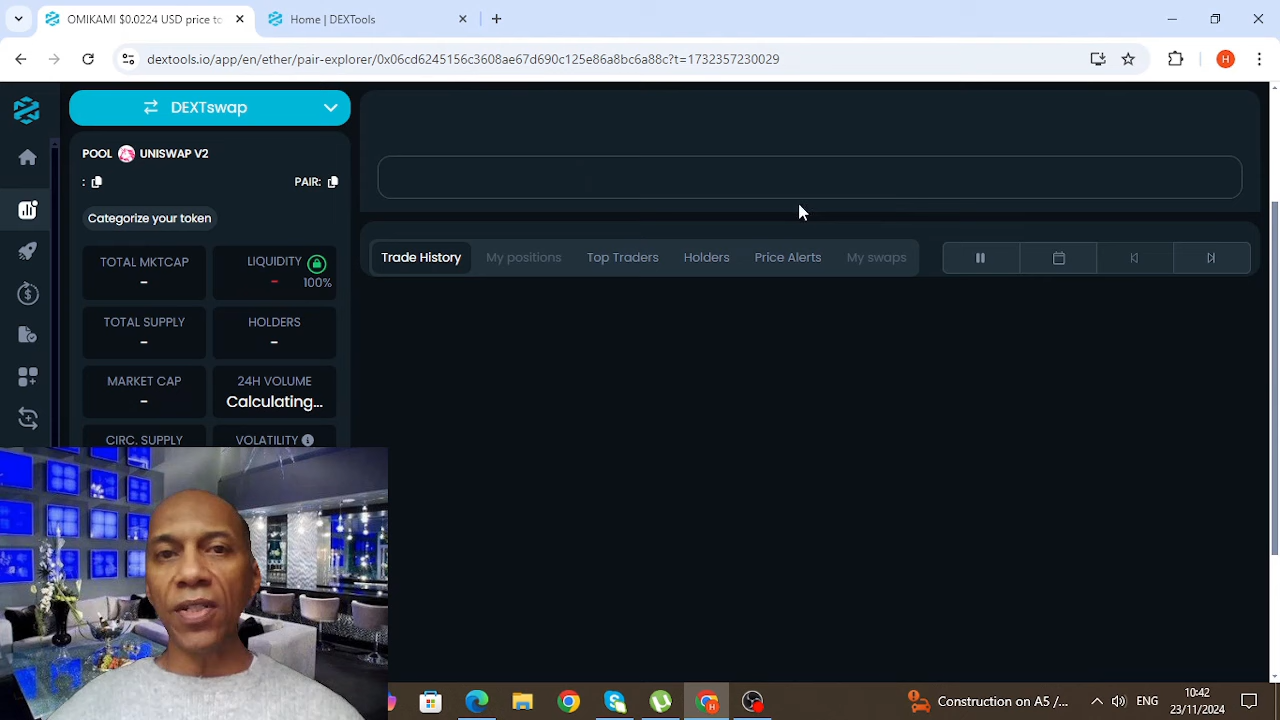 OMIKAMI $0.0224 USD price to
Home | DEXTools
dextools.io/app/en/ether/pair-explorer/0x06cd6245156c3608ae67d690c125e86a8bc6a88c?t=1732357230029
H
DEXTswap
POOL UNISWAP V2
: PAIR:
Categorize your token
TOTAL MKTCAP
-
LIQUIDITY
- 100%
TOTAL SUPPLY
-
HOLDERS
-
MARKET CAP
-
24H VOLUME
Calculating...
CIRC. SUPPLY
VOLATILITY
Trade History My positions Top Traders Holders Price Alerts My swaps
Construction on A5 /...
ENG
10:42
23/11/2024